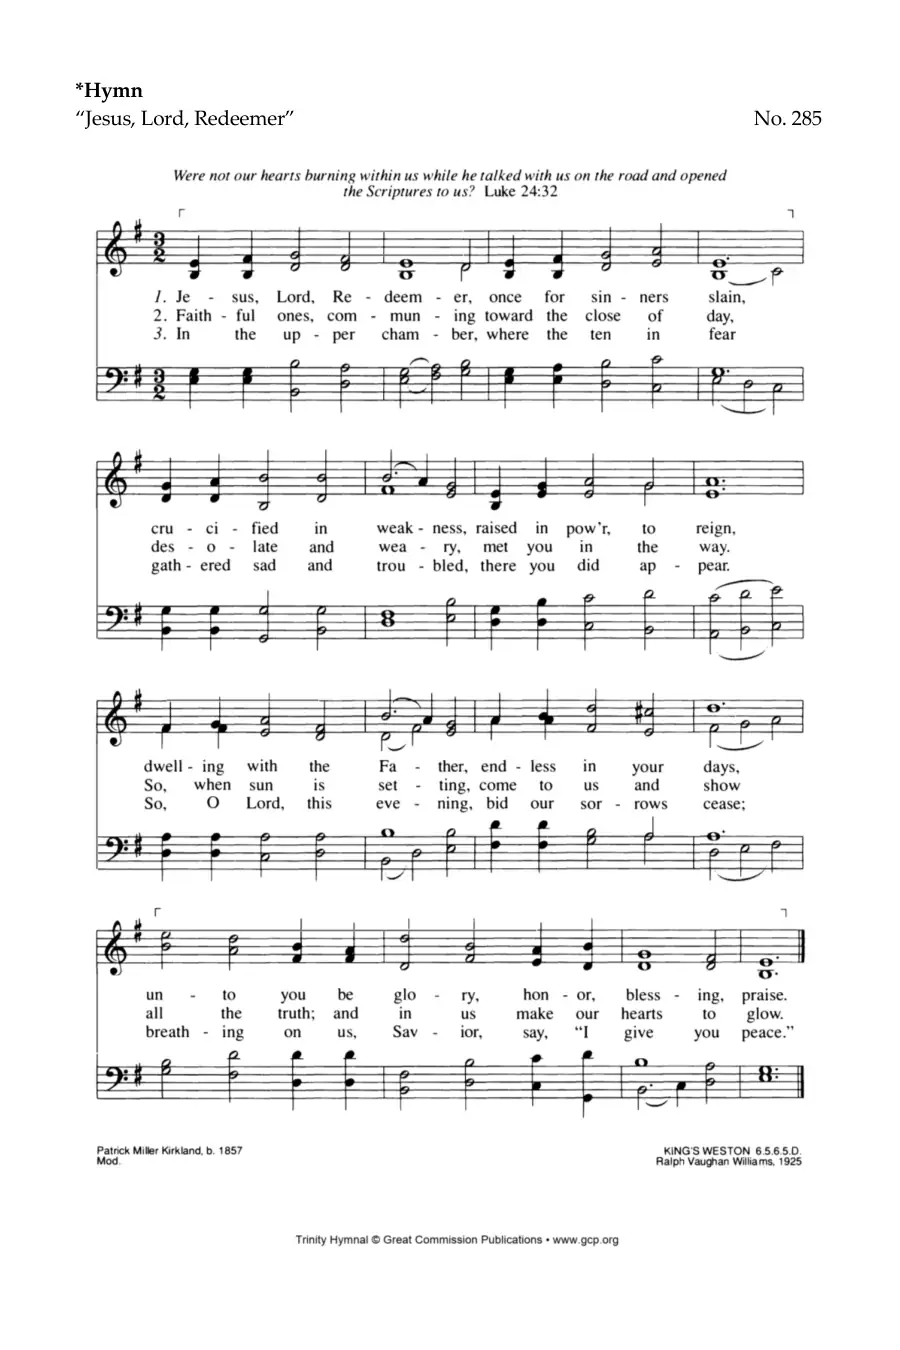 *Hymn
“Jesus, Lord, Redeemer” No. 285
Were not our hearts burning within us while he talked with us on the road and opened
the Scriptures to us? Luke 24:32
1. Je - sus, Lord, Re - deem - er, once for sin - ners slain,
2. Faith - ful ones, com - mun - ing toward the close of day,
3. In the up - per cham - ber, where the ten in fear
cru - ci - fied in weak - ness, raised in pow'r, to reign,
des - o - late and wea - ry, met you in the way.
gath - ered sad and trou - bled, there you did ap - pear.
dwell - ing with the Fa - ther, end - less in your days,
So, when sun is set - ting, come to us and show
So, O Lord, this eve - ning, bid our sor - rows cease;
un - to you be glo - ry, hon - or, bless - ing, praise.
all the truth; and in us make our hearts to glow.
breath - ing on us, Sav - ior, say, “I give you peace.”
Patrick Miller Kirkland, b. 1857 KING'S WESTON 6.5.6.5.D.
Mod. Ralph Vaughan Williams, 1925
Trinity Hymnal © Great Commission Publications • www.gcp.org